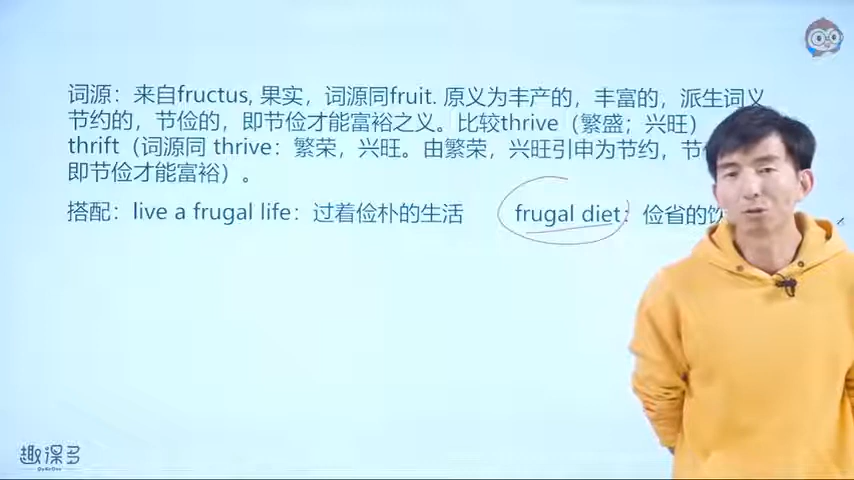 词源：来自fructus, 果实，词源同fruit. 原义为丰产的，丰富的，派生词义
节约的，节俭的，即节俭才能富裕之义。比较thrive（繁盛；兴旺）
thrift（词源同 thrive：繁荣，兴旺。由繁荣，兴旺引申为节约，节
即节俭才能富裕）。
搭配：live a frugal life：过着俭朴的生活 frugal diet：俭省的饮
趣课多